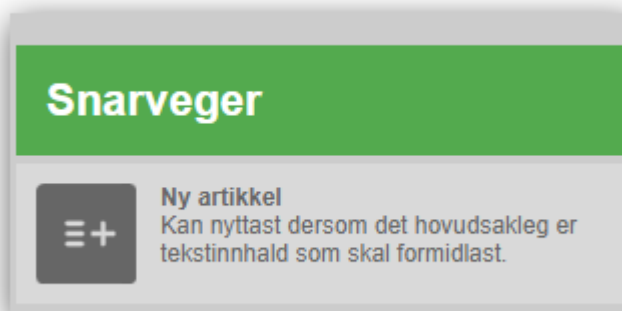 Snarveger
Ny artikkel
Kan nyttast dersom det hovudsakleg er
tekstinnhald som skal formidlast.